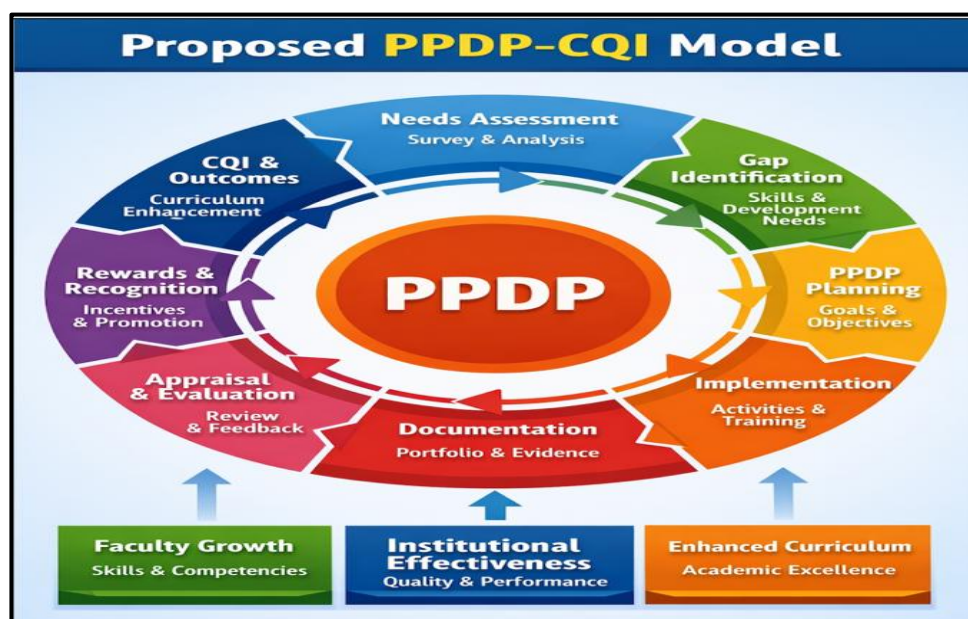 Proposed PPDP-CQI Model
Needs Assessment
Survey & Analysis
Gap
Identification
Skills &
Development
Needs
PPDP
Planning
Goals &
Objectives
Implementation
Activities &
Training
Documentation
Portfolio & Evidence
Appraisal
& Evaluation
Review
& Feedback
Rewards &
Recognition
Incentives
& Promotion
CQI &
Outcomes
Curriculum
Enhancement
PPDP
Faculty Growth
Skills & Competencies
Institutional
Effectiveness
Quality & Performance
Enhanced Curriculum
Academic Excellence